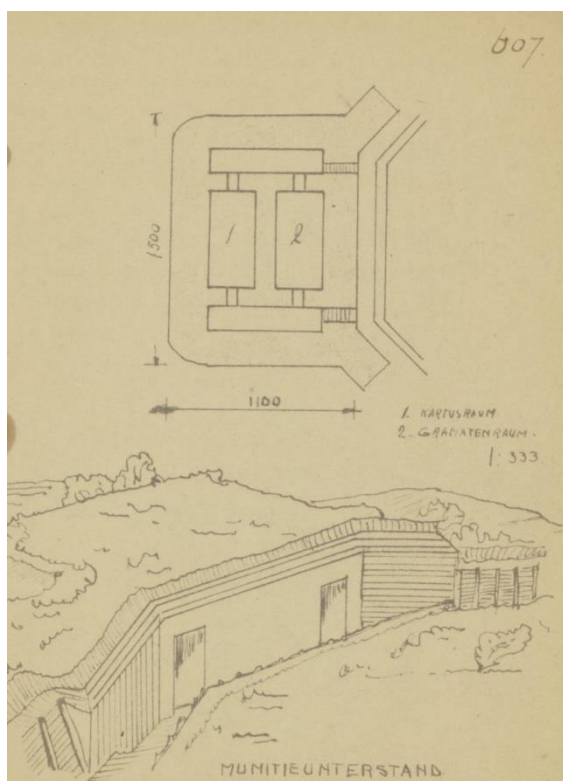 607.
1500
1
2
1100
1. KARTUSRAUM
2. GRANATENRAUM.
1:333
MUNITIEUNTERSTAND